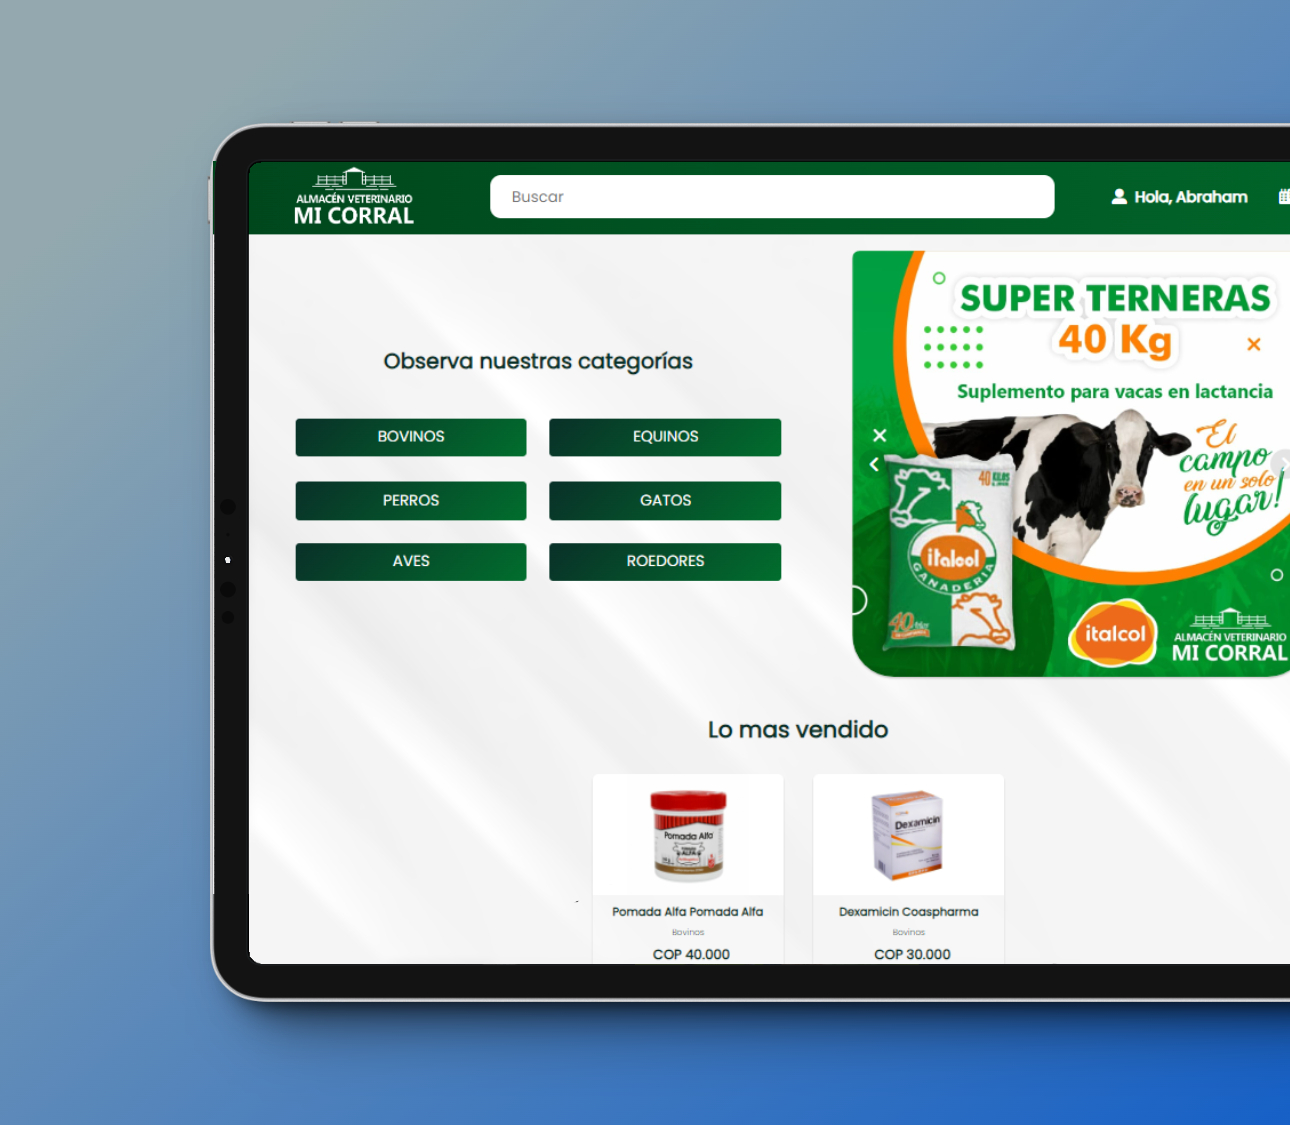 ALMACÉN VETERINARIO
MI CORRAL
Buscar
Hola, Abraham
Observa nuestras categorías
BOVINOS
EQUINOS
PERROS
GATOS
AVES
ROEDORES
SUPER TERNERAS
40 Kg
Suplemento para vacas en lactancia
El
campo
en un solo
lugar!
40 KILOS
italcol
GANADERIA
40
italcol
ALMACÉN VETERINARIO
MI CORRAL
Lo mas vendido
Pomada Alfa
ALFA
Dexamicin
Pomada Alfa Pomada Alfa
Bovinos
COP 40.000
Dexamicin Coaspharma
Bovinos
COP 30.000